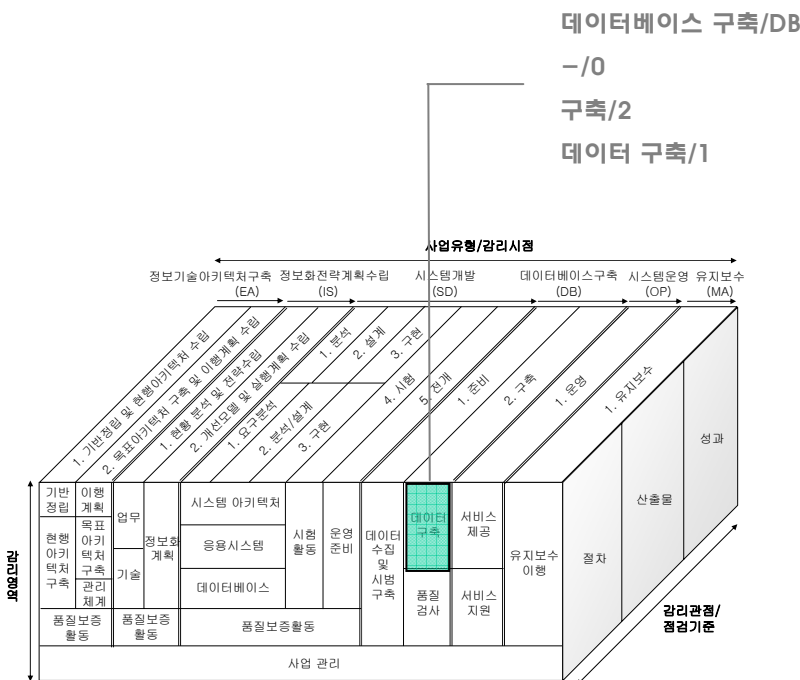 데이터베이스 구축/DB
–/0
구축/2
데이터 구축/1
사업유형/감리시점
정보기술아키텍처구축
(EA)
정보화전략계획수립
(IS)
시스템개발
(SD)
데이터베이스구축
(DB)
시스템운영
(OP)
유지보수
(MA)
1. 기반정립 및 현행아키텍처 수립
2. 목표아키텍처 구축 및 이행계획 수립
1. 현황 분석 및 전략수립
2. 개선모델 및 실행계획 수립
1. 분석
2. 설계
3. 구현
1. 요구분석
2. 분석/설계
3. 구현
4. 시험
5. 전개
1. 준비
2. 구축
1. 운영
1. 유지보수
감리영역
기반
정립
현행
아키
텍처
구축
이행
계획
목표
아키
텍처
구축
관리
체계
품질보증
활동
업무
기술
정보화
계획
품질보증
활동
시스템 아키텍처
응용시스템
데이터베이스
시험
활동
운영
준비
품질보증활동
데이터
수집
및
시범
구축
데이터
구축
품질
검사
서비스
제공
서비스
지원
유지보수
이행
사업 관리
절차
산출물
성과
감리관점/
점검기준